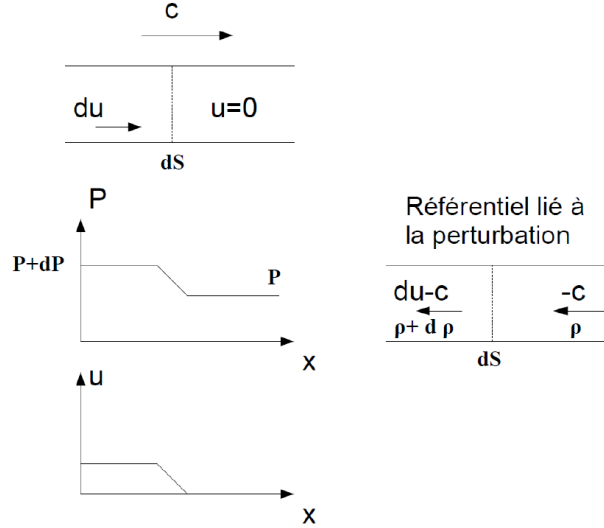 c
du
u=0
dS
P
P+dP
P
x
u
x
Référentiel lié à
la perturbation
du-c
-c
ρ+ d ρ
ρ
dS